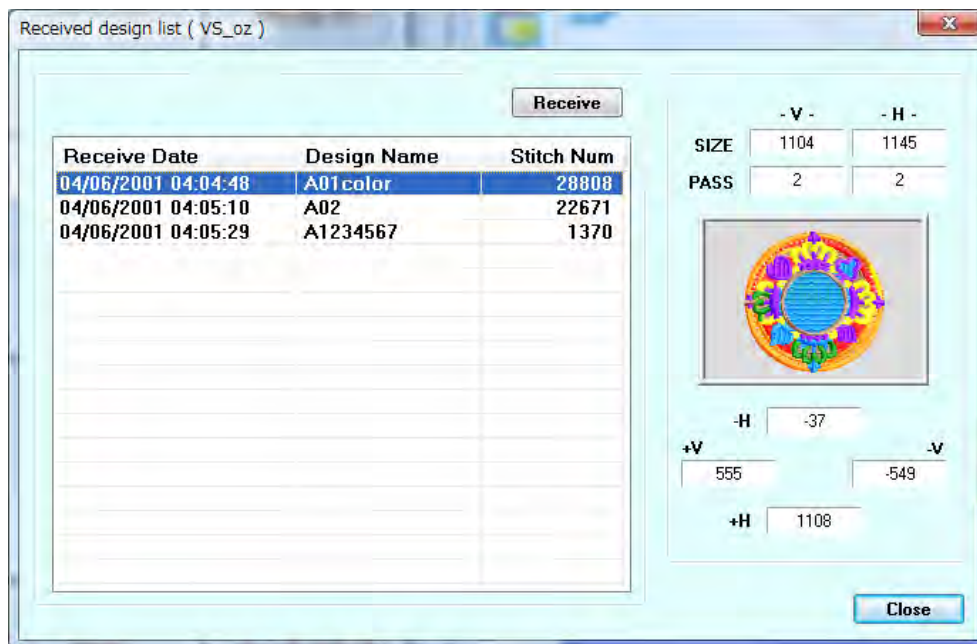 Received design list ( VS_oz )
Receive
Receive Date Design Name Stitch Num
04/06/2001 04:04:48 A01color 28808
04/06/2001 04:05:10 A02 22671
04/06/2001 04:05:29 A1234567 1370
- V - - H -
SIZE 1104 1145
PASS 2 2
-H -37
+V -V
555 -549
+H 1108
Close